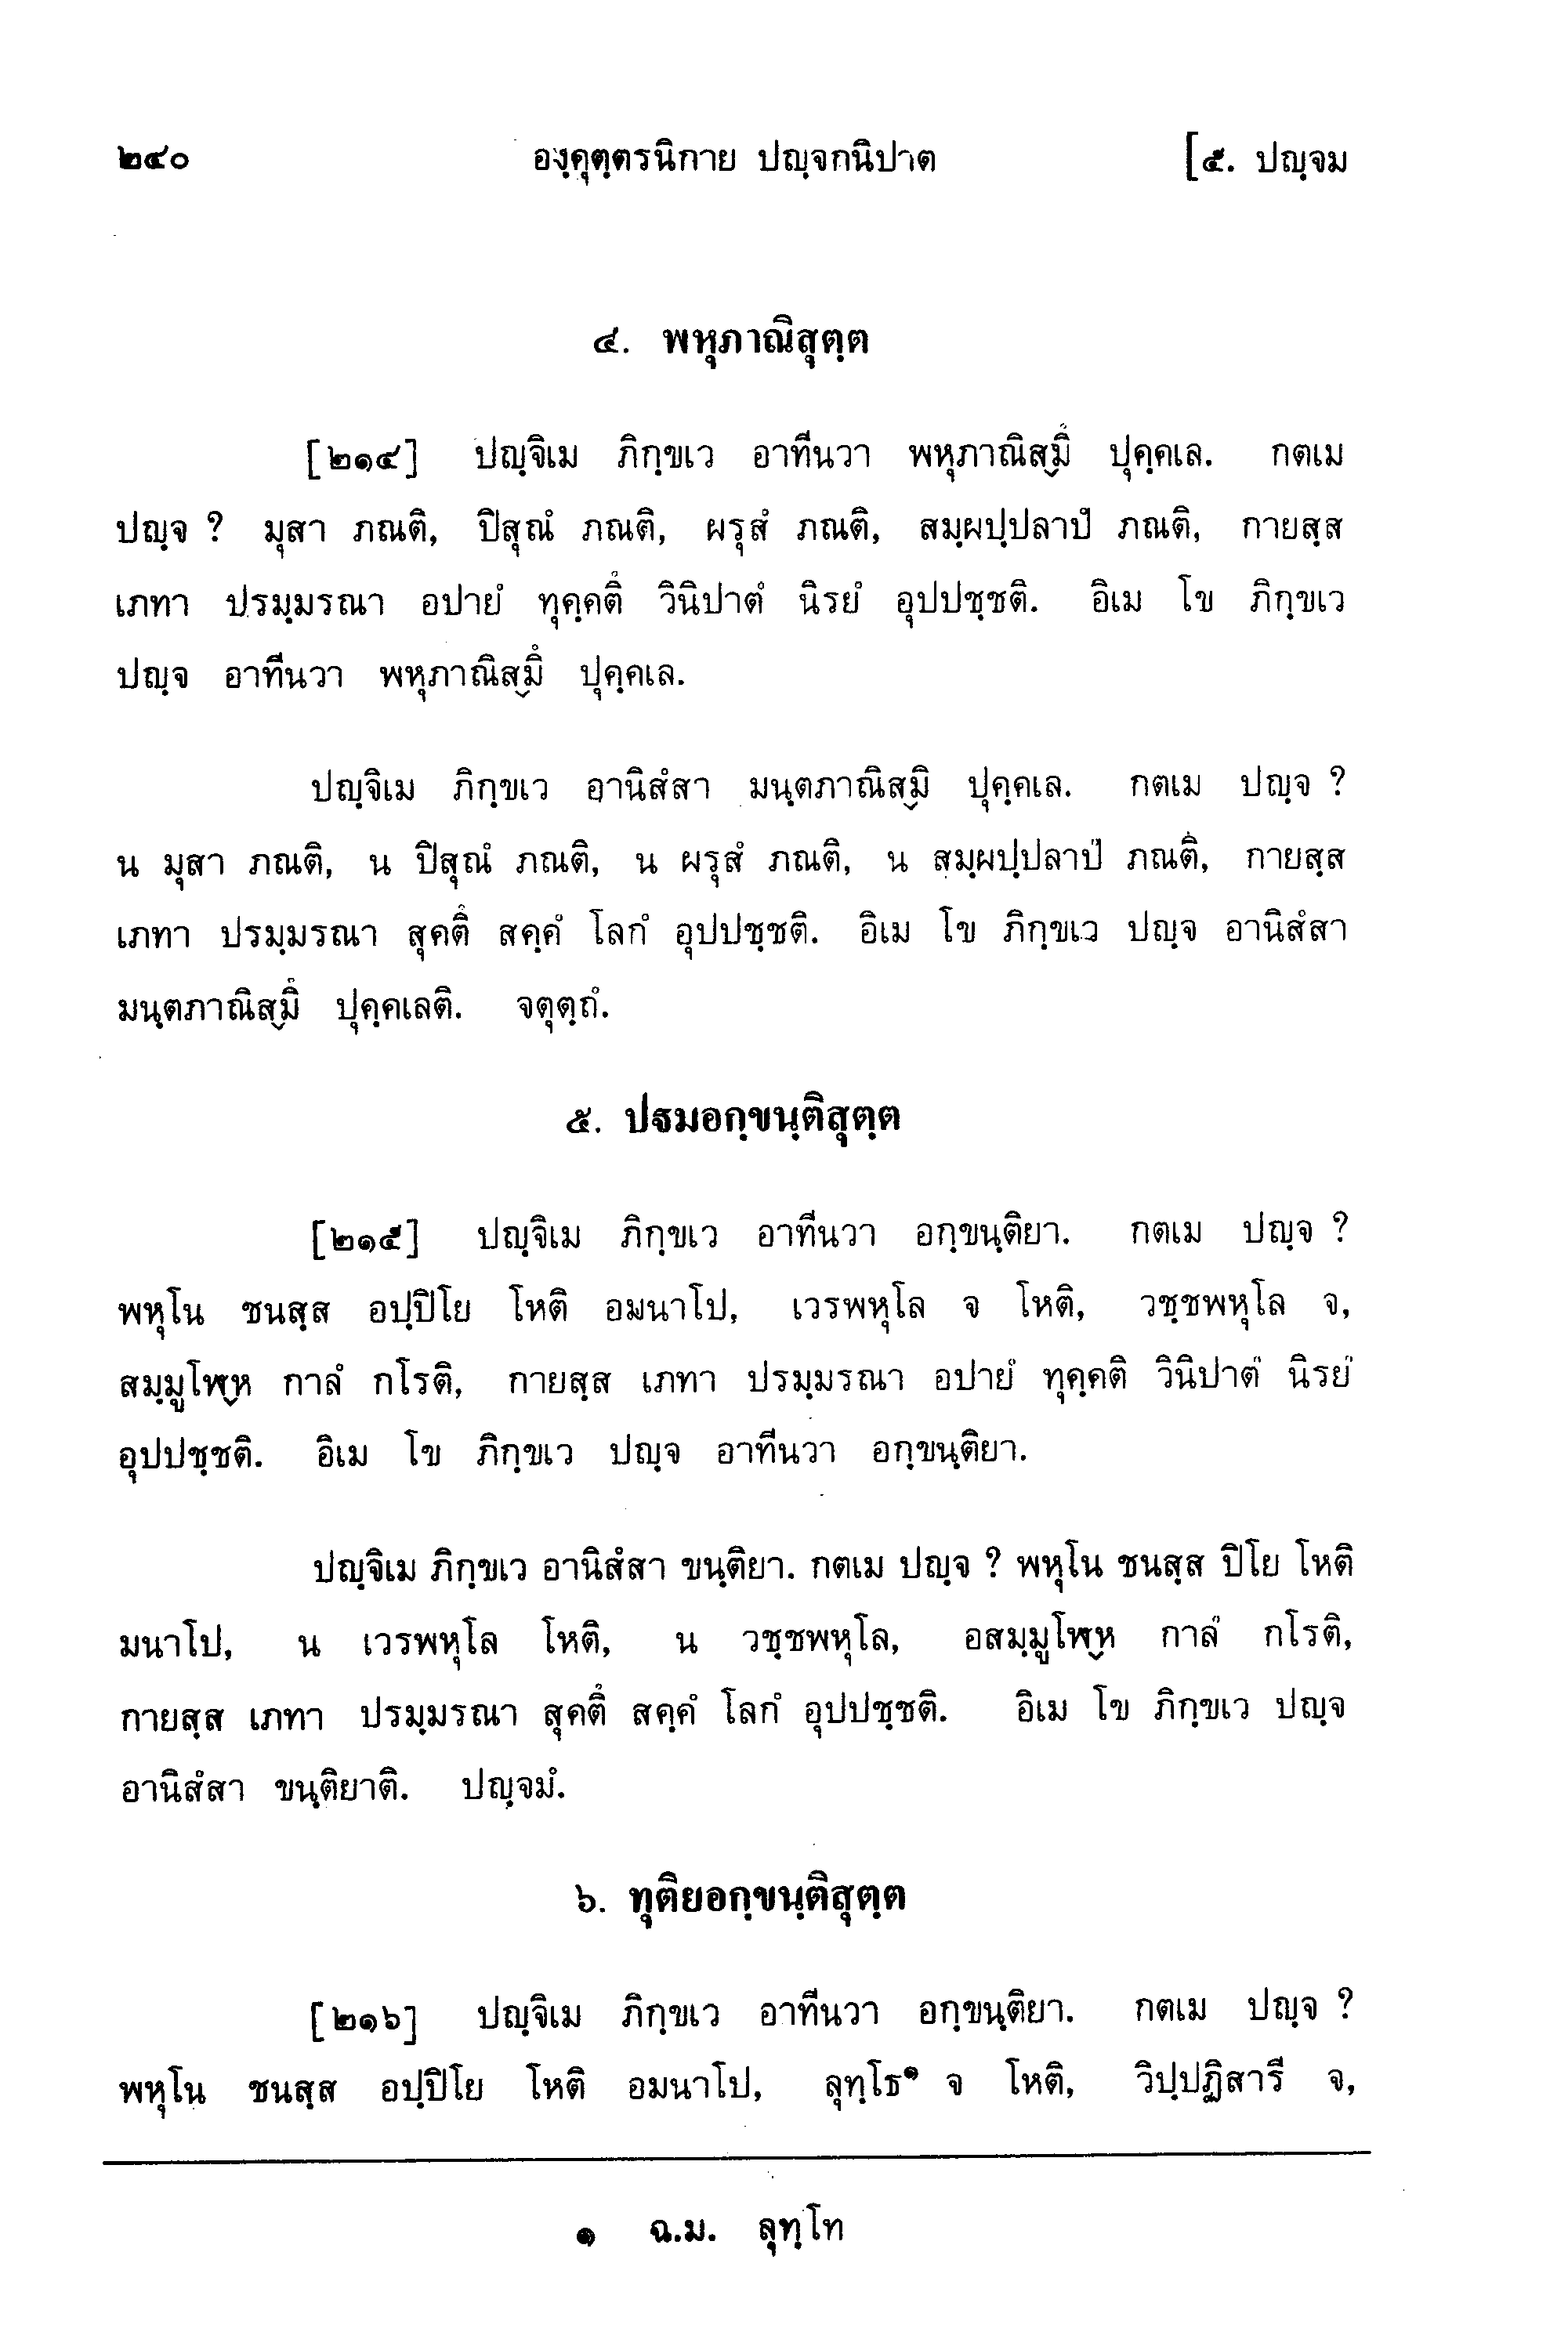 ๒๔๐ องฺคุตฺตรนิกาย ปญฺจกนิปาต [๕. ปญฺจม
๔. พหุภาณิสุตฺต
[๒๑๔] ปญฺจิเม ภิกฺขเว อาทีนวา พหุภาณิสฺมึ ปุคฺคเล. กตเม
ปญฺจ ? มุสา ภณติ, ปิสุณํ ภณติ, ผรุสํ ภณติ, สมฺผปฺปลาปํ ภณติ, กายสฺส
เภทา ปรมฺมรณา อปายํ ทุคฺคตึ วินิปาตํ นิรยํ อุปปชฺชติ. อิเม โข ภิกฺขเว
ปญฺจ อาทีนวา พหุภาณิสฺมึ ปุคฺคเล.
ปญฺจิเม ภิกฺขเว อานิสํสา มนฺตภาณิสฺมิ ปุคฺคเล. กตเม ปญฺจ ?
น มุสา ภณติ, น ปิสุณํ ภณติ, น ผรุสํ ภณติ, น สมฺผปฺปลาปํ ภณติ, กายสฺส
เภทา ปรมฺมรณา สุคตึ สคฺคํ โลกํ อุปปชฺชติ. อิเม โข ภิกฺขเว ปญฺจ อานิสํสา
มนฺตภาณิสฺมึ ปุคฺคเลติ. จตุตฺถํ.
๕. ปฐมอกฺขนฺติสุตฺต
[๒๑๕] ปญฺจิเม ภิกฺขเว อาทีนวา อกฺขนฺติยา. กตเม ปญฺจ ?
พหุโน ชนสฺส อปฺปิโย โหติ อมนาโป, เวรพหุโล จ โหติ, วชฺชพหุโล จ,
สมฺมูโฬฺห กาลํ กโรติ, กายสฺส เภทา ปรมฺมรณา อปายํ ทุคฺคติ วินิปาตํ นิรยํ
อุปปชฺชติ. อิเม โข ภิกฺขเว ปญฺจ อาทีนวา อกฺขนฺติยา.
ปญฺจิเม ภิกฺขเว อานิสํสา ขนฺติยา. กตเม ปญฺจ ? พหุโน ชนสฺส ปิโย โหติ
มนาโป, น เวรพหุโล โหติ, น วชฺชพหุโล, อสมฺมูโฬฺห กาลํ กโรติ,
กายสฺส เภทา ปรมฺมรณา สุคตึ สคฺคํ โลกํ อุปปชฺชติ. อิเม โข ภิกฺขเว ปญฺจ
อานิสํสา ขนฺติยาติ. ปญฺจมํ.
๖. ทุติยอกฺขนฺติสุตฺต
[๒๑๖] ปญฺจิเม ภิกฺขเว อาทีนวา อกฺขนฺติยา. กตเม ปญฺจ ?
พหุโน ชนสฺส อปฺปิโย โหติ อมนาโป, ลุทฺโธ๑ จ โหติ, วิปฺปฏิสารี จ,
๑ ฉ.ม. ลุทฺโท